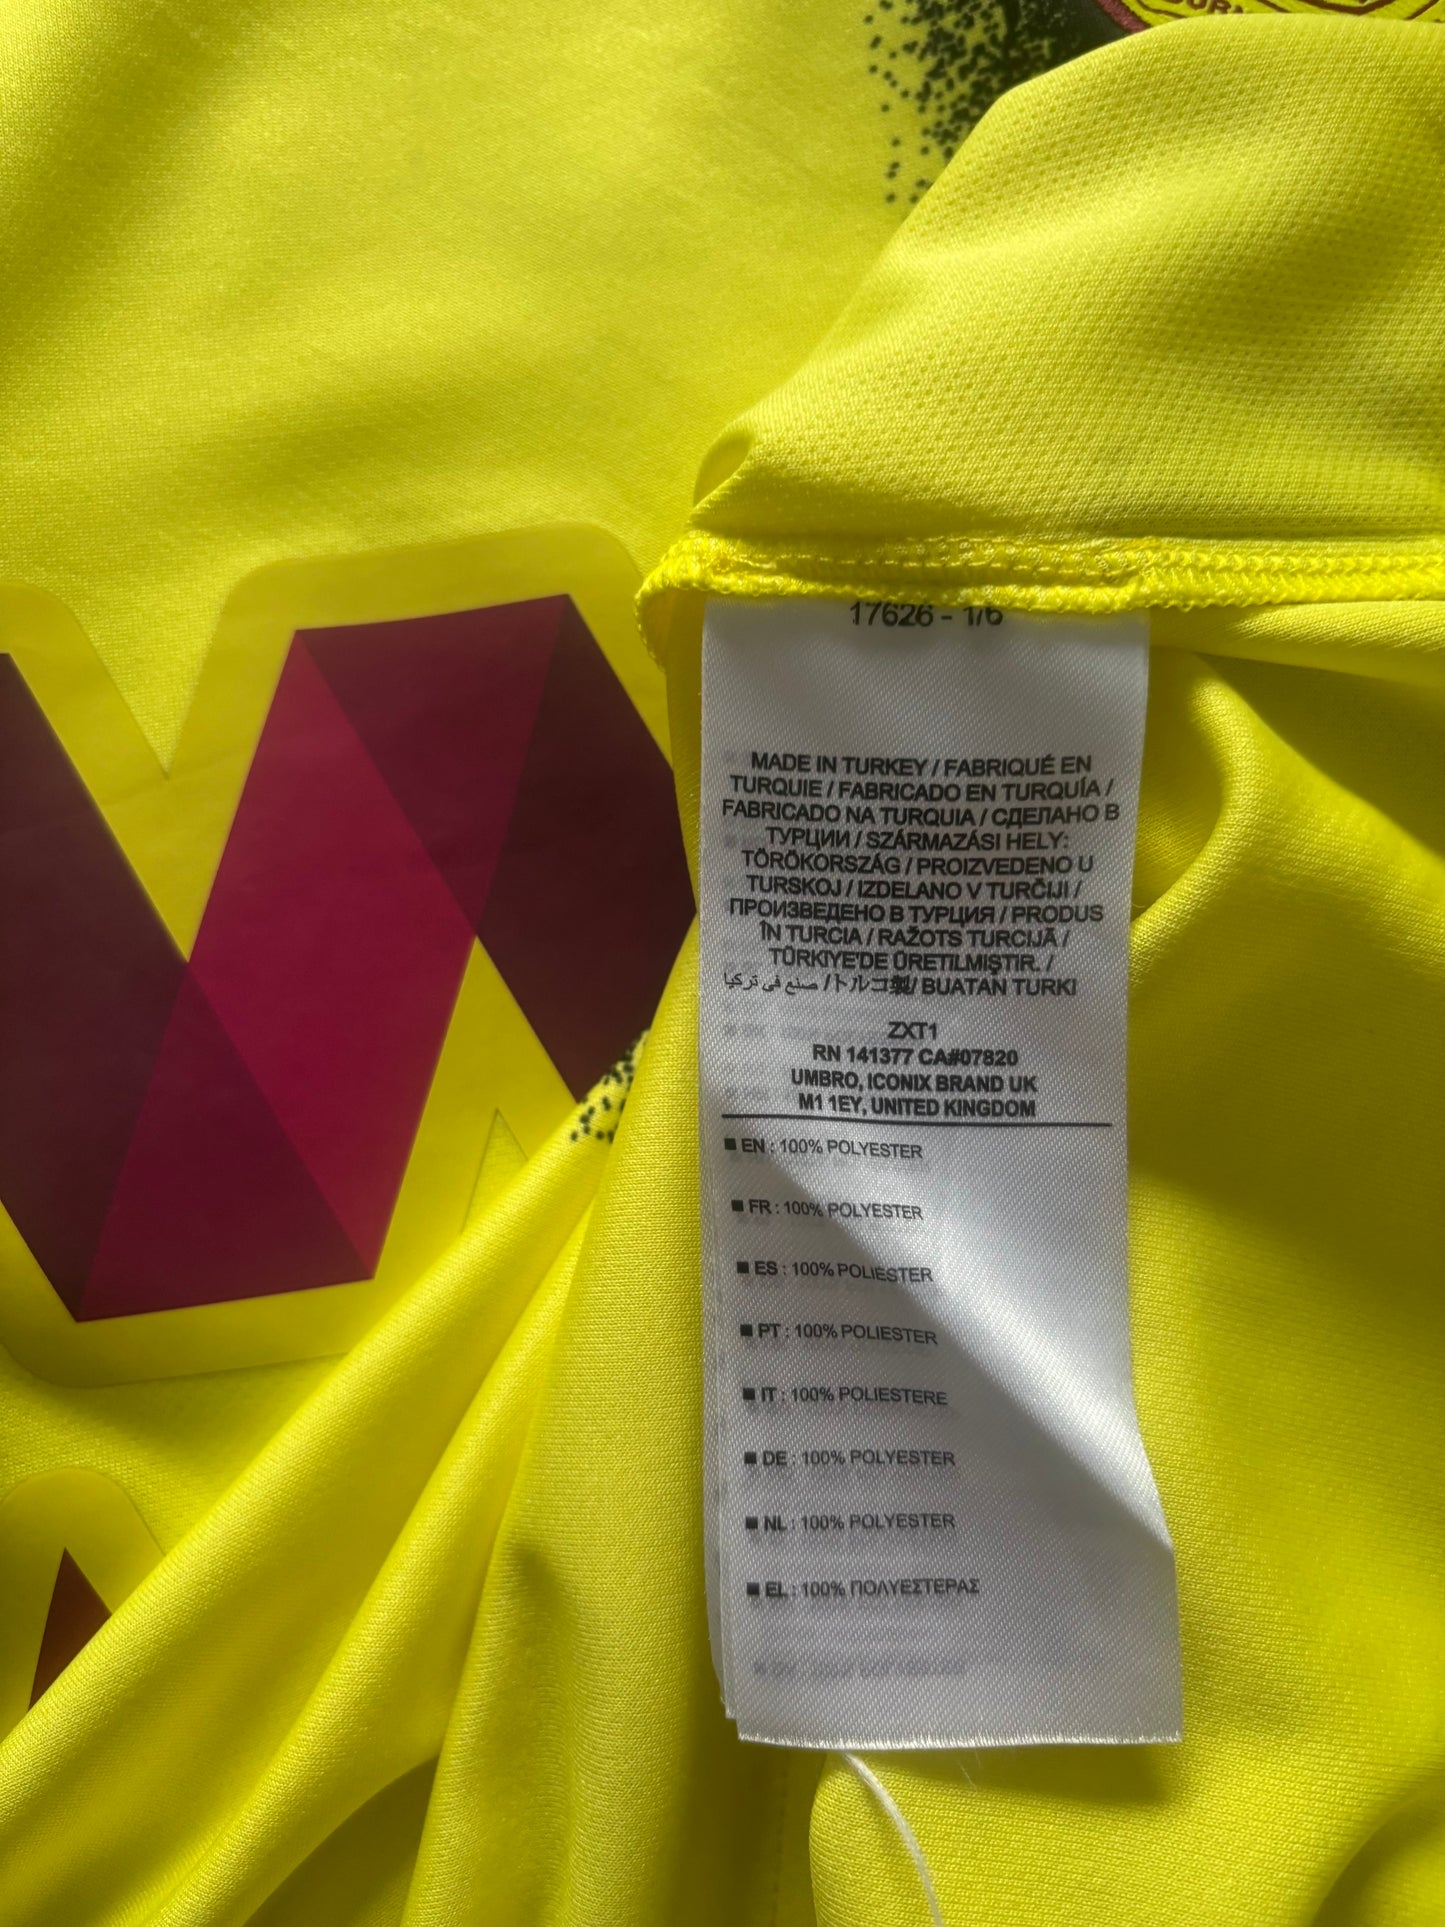 17626 - 1/6
MADE IN TURKEY / FABRIQUÉ EN
TURQUIE / FABRICADO EN TURQUÍA /
FABRICADO NA TURQUIA / СДЕЛАНО В
ТУРЦИИ / SZÁRMAZÁSI HELY:
TÖRÖKORSZÁG / PROIZVEDENO U
TURSKOJ / IZDELANO V TURČIJI /
ПРОИЗВЕДЕНО В ТУРЦИЯ / PRODUS
ÎN TURCIA / RAŽOTS TURCIJĀ /
TÜRKIYE'DE ÜRETILMIŞTIR. /
صنع في تركيا / トルコ製/ BUATAN TURKI
ZXT1
RN 141377 CA#07820
UMBRO, ICONIX BRAND UK
M1 1EY, UNITED KINGDOM
■ EN : 100% POLYESTER
■ FR : 100% POLYESTER
■ ES : 100% POLIESTER
■ PT : 100% POLIESTER
■ IT : 100% POLIESTERE
■ DE : 100% POLYESTER
■ NL : 100% POLYESTER
■ EL : 100% ΠΟΛΥΕΣΤΕΡΑΣ